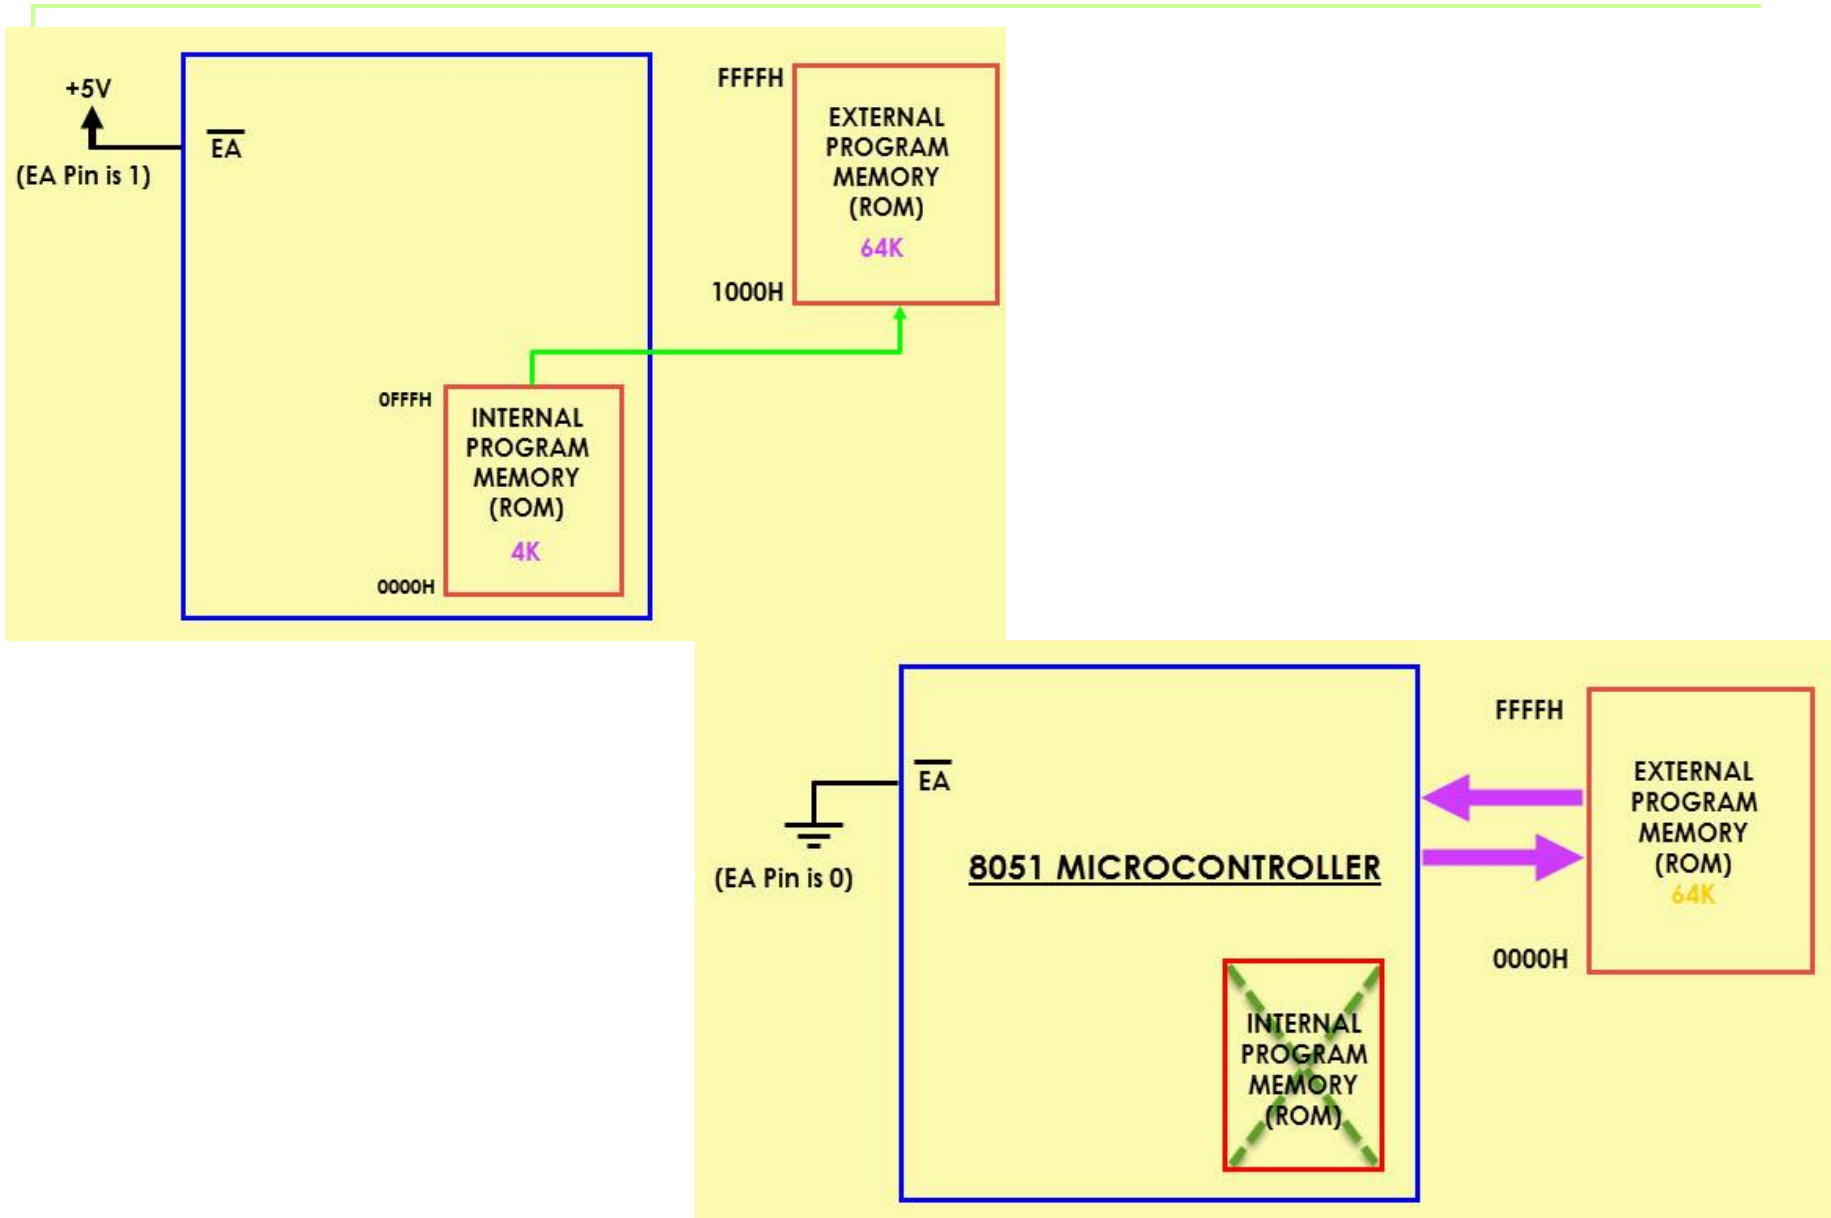 +5V
EA
(EA Pin is 1)
FFFFH
EXTERNAL
PROGRAM
MEMORY
(ROM)
64K
1000H
0FFFH
INTERNAL
PROGRAM
MEMORY
(ROM)
4K
0000H
EA
(EA Pin is 0)
8051 MICROCONTROLLER
FFFFH
EXTERNAL
PROGRAM
MEMORY
(ROM)
64K
0000H
INTERNAL
PROGRAM
MEMORY
(ROM)